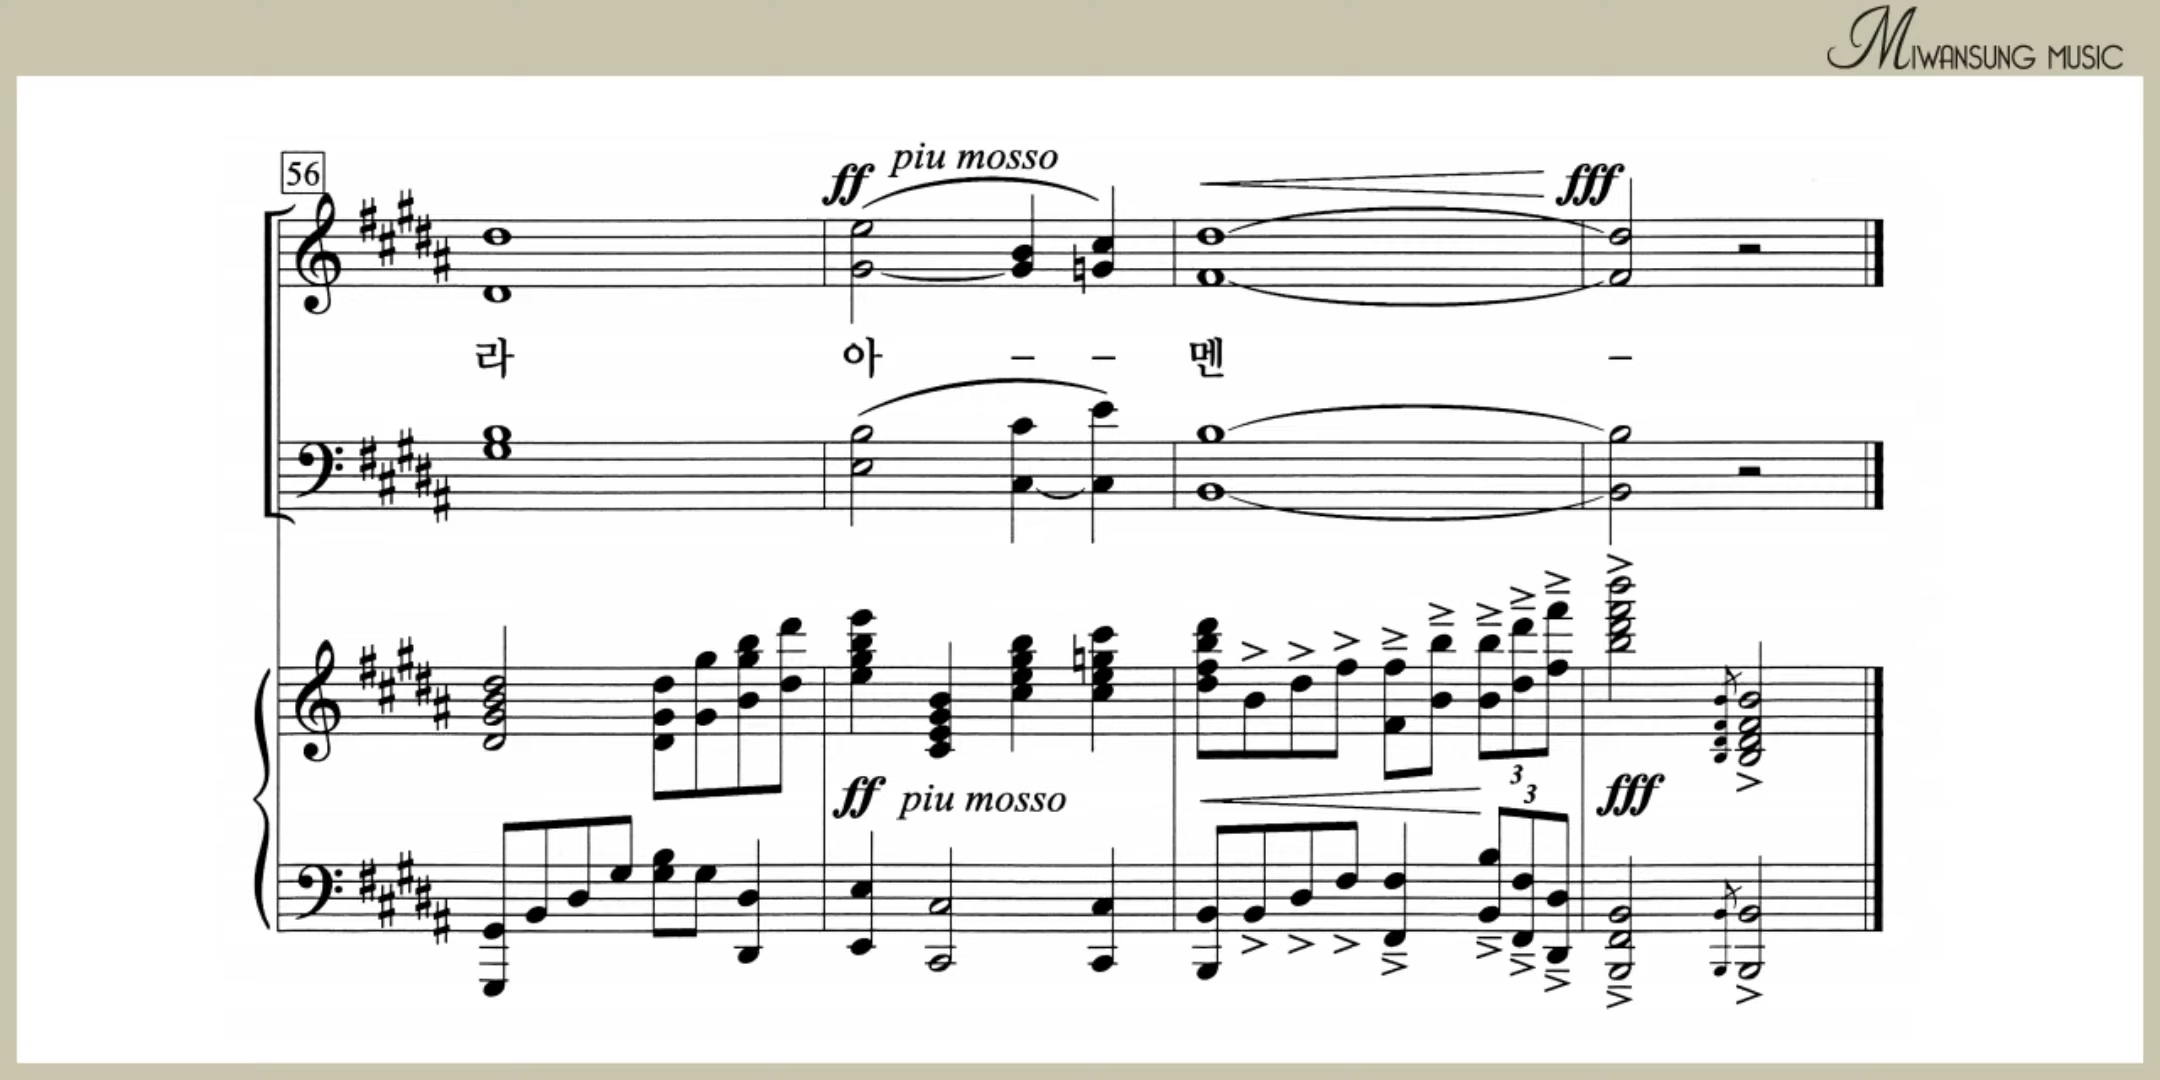 MIWANSUNG MUSIC
56
ff piu mosso fff
라 아 – – 멘 –
ff piu mosso fff
3
3